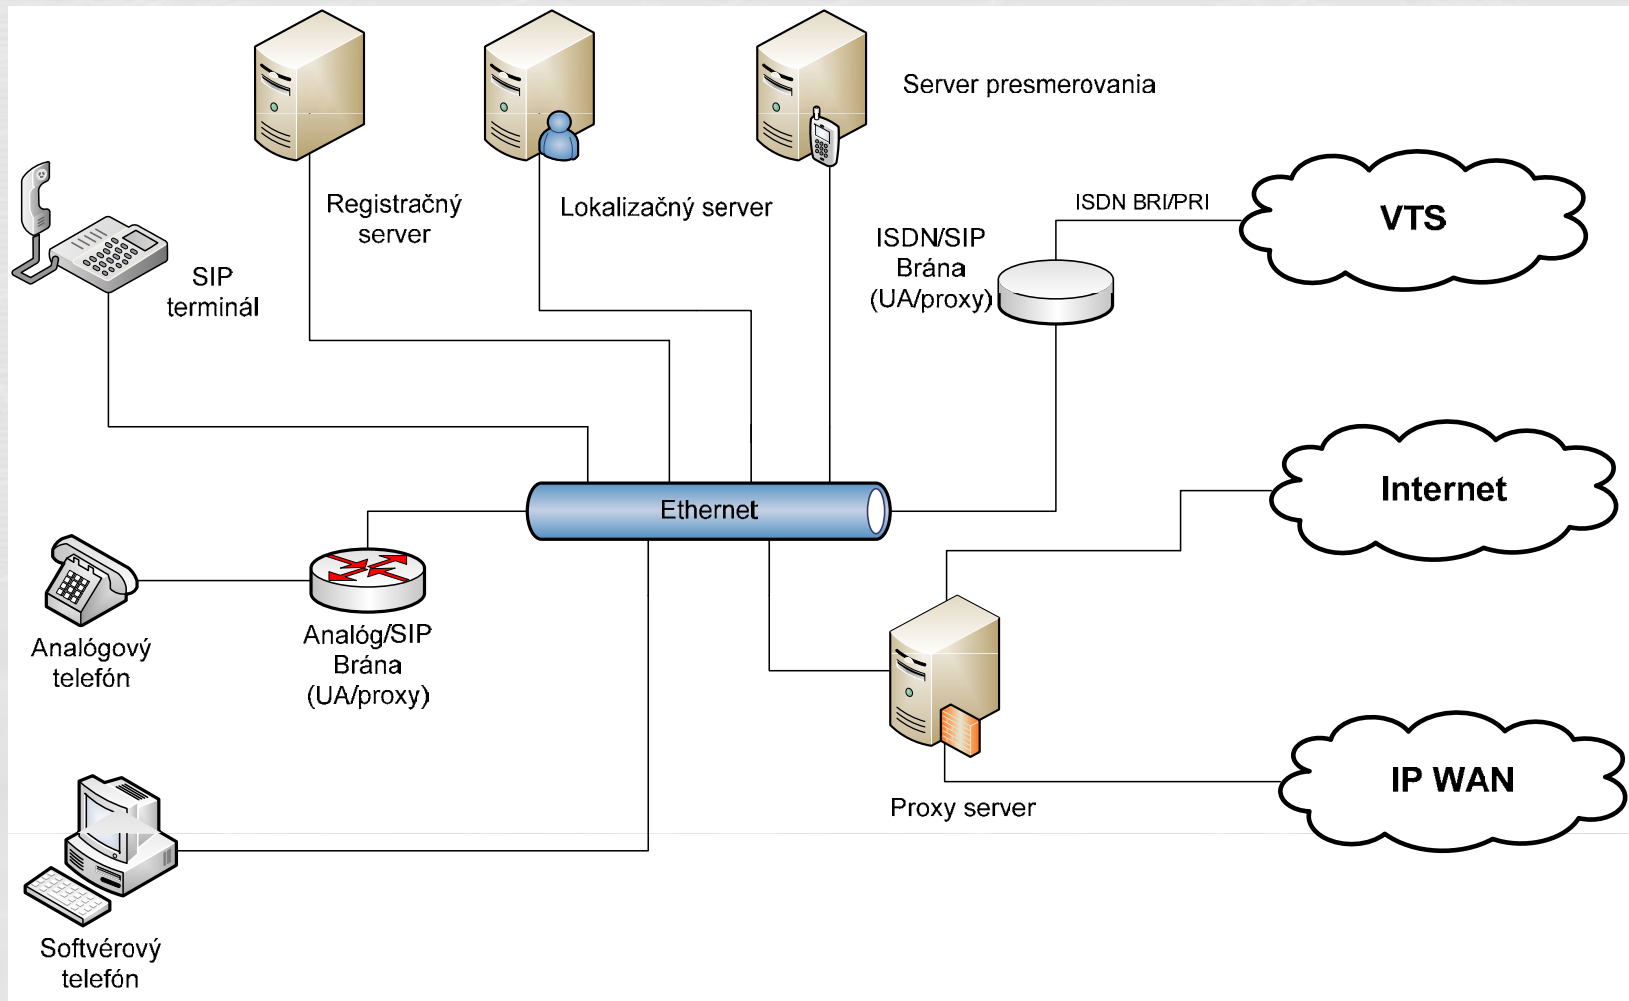 Server presmerovania
Registračný
server
Lokalizačný server
ISDN BRI/PRI
VTS
ISDN/SIP
Brána
(UA/proxy)
SIP
terminál
Internet
Ethernet
Analógový
telefón
Analóg/SIP
Brána
(UA/proxy)
Proxy server
IP WAN
Softvérový
telefón